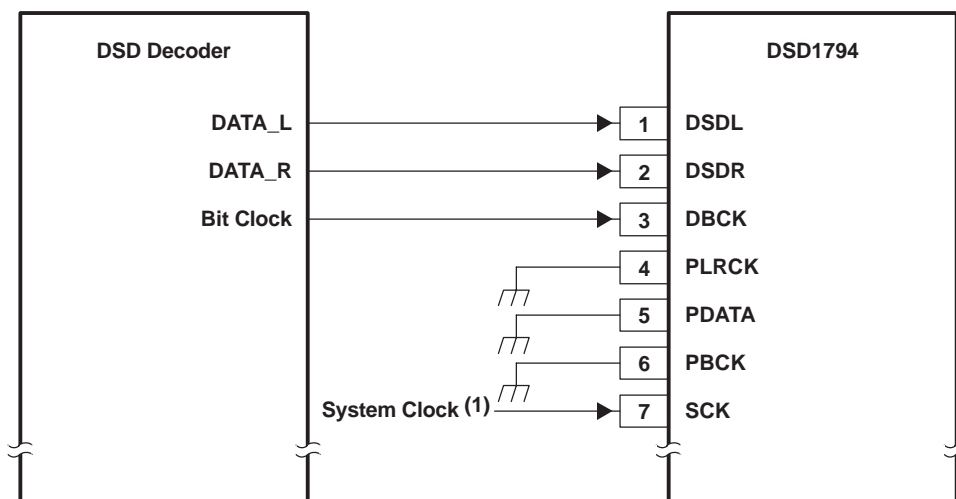 DSD Decoder DSD1794
DATA_L 1 DSDL
DATA_R 2 DSDR
Bit Clock 3 DBCK
4 PLRCK
5 PDATA
6 PBCK
System Clock (1) 7 SCK